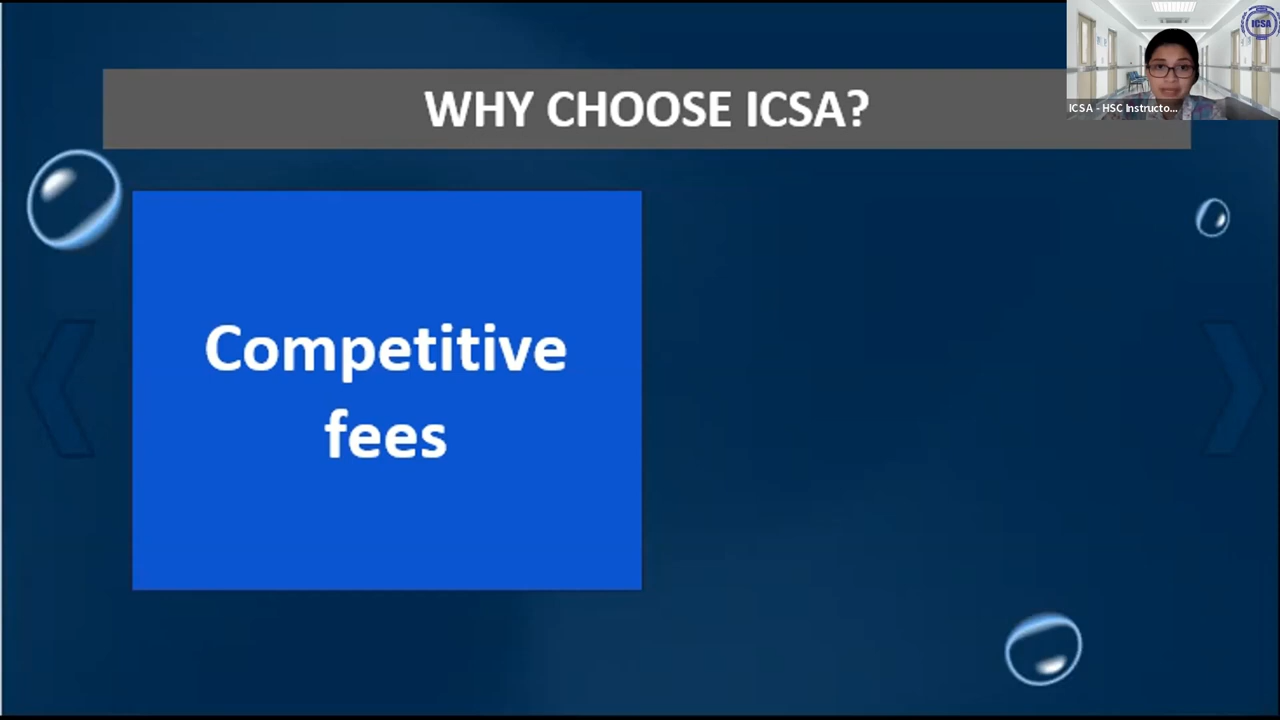 WHY CHOOSE ICSA?
ICSA
ICSA - HSC Instructo...
Competitive
fees